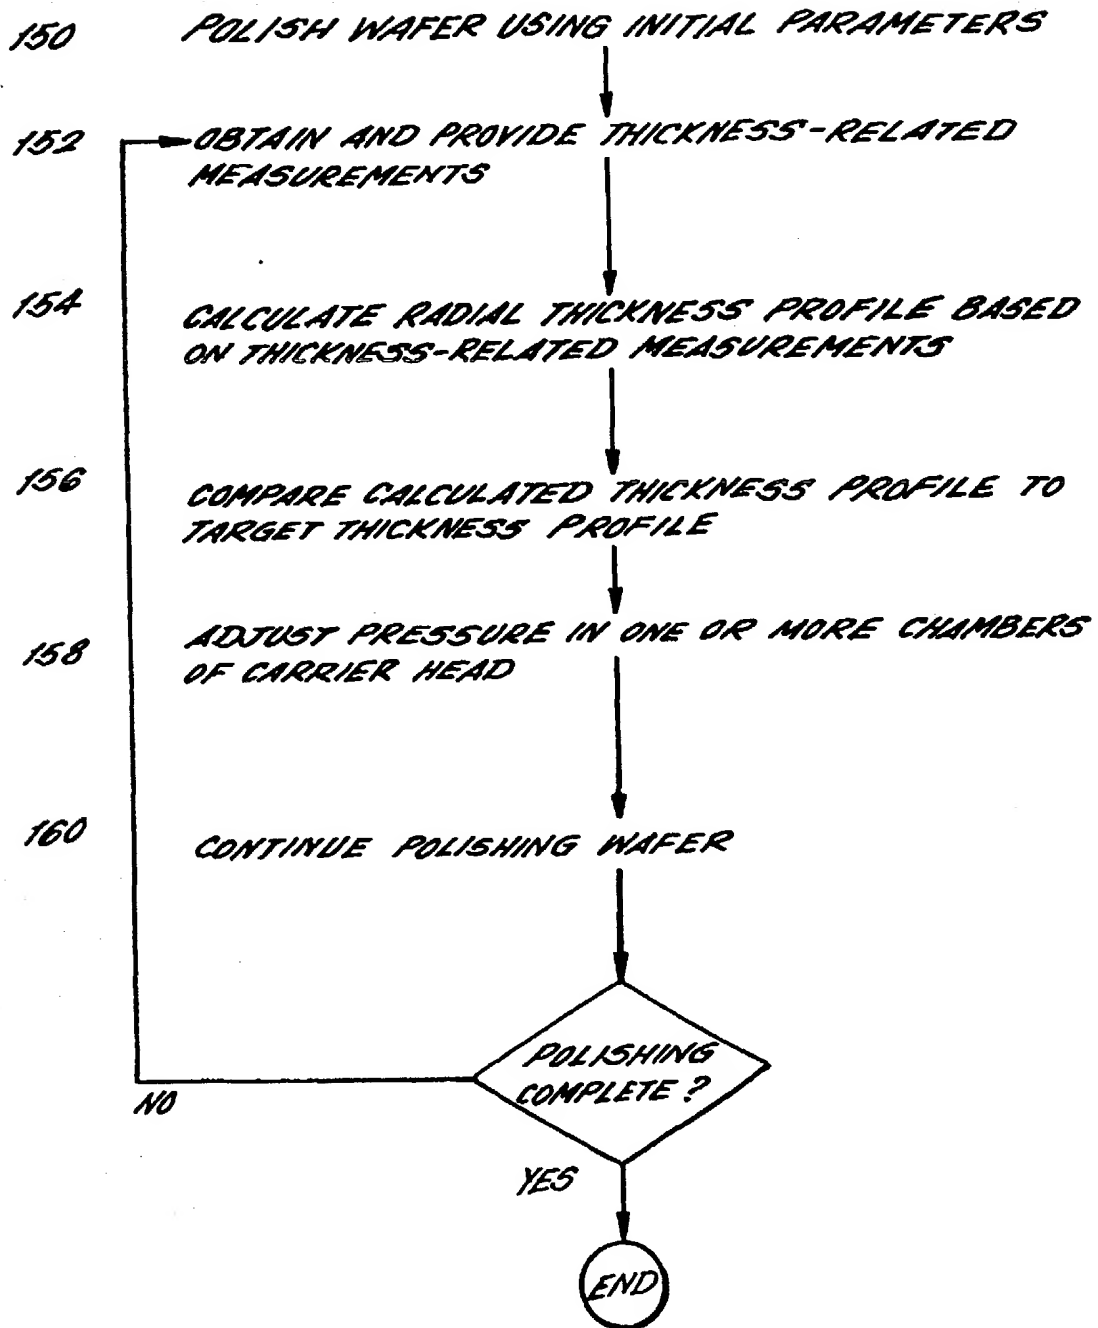 150 POLISH WAFER USING INITIAL PARAMETERS
152 OBTAIN AND PROVIDE THICKNESS-RELATED
MEASUREMENTS
154 CALCULATE RADIAL THICKNESS PROFILE BASED
ON THICKNESS-RELATED MEASUREMENTS
156 COMPARE CALCULATED THICKNESS PROFILE TO
TARGET THICKNESS PROFILE
158 ADJUST PRESSURE IN ONE OR MORE CHAMBERS
OF CARRIER HEAD
160 CONTINUE POLISHING WAFER
POLISHING
COMPLETE?
NO
YES
END